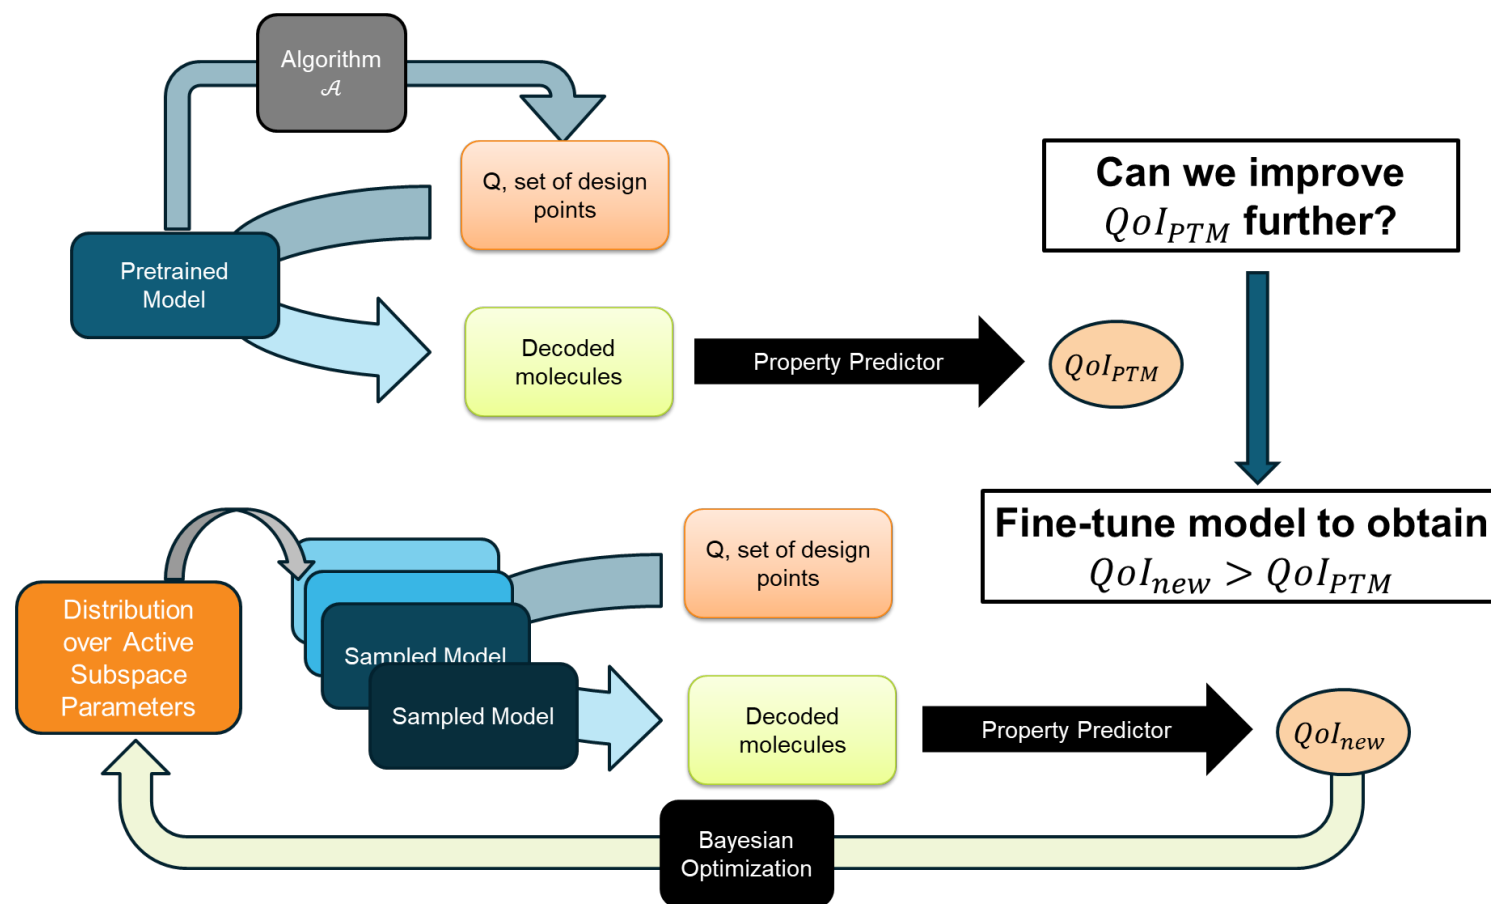 Algorithm
𝒜
Q, set of design
points
Can we improve
QoI_PTM further?
Pretrained
Model
Decoded
molecules
Property Predictor
QoI_PTM
Fine-tune model to obtain
QoI_new > QoI_PTM
Q, set of design
points
Distribution
over Active
Subspace
Parameters
Sampled Model
Sampled Model
Decoded
molecules
Property Predictor
QoI_new
Bayesian
Optimization